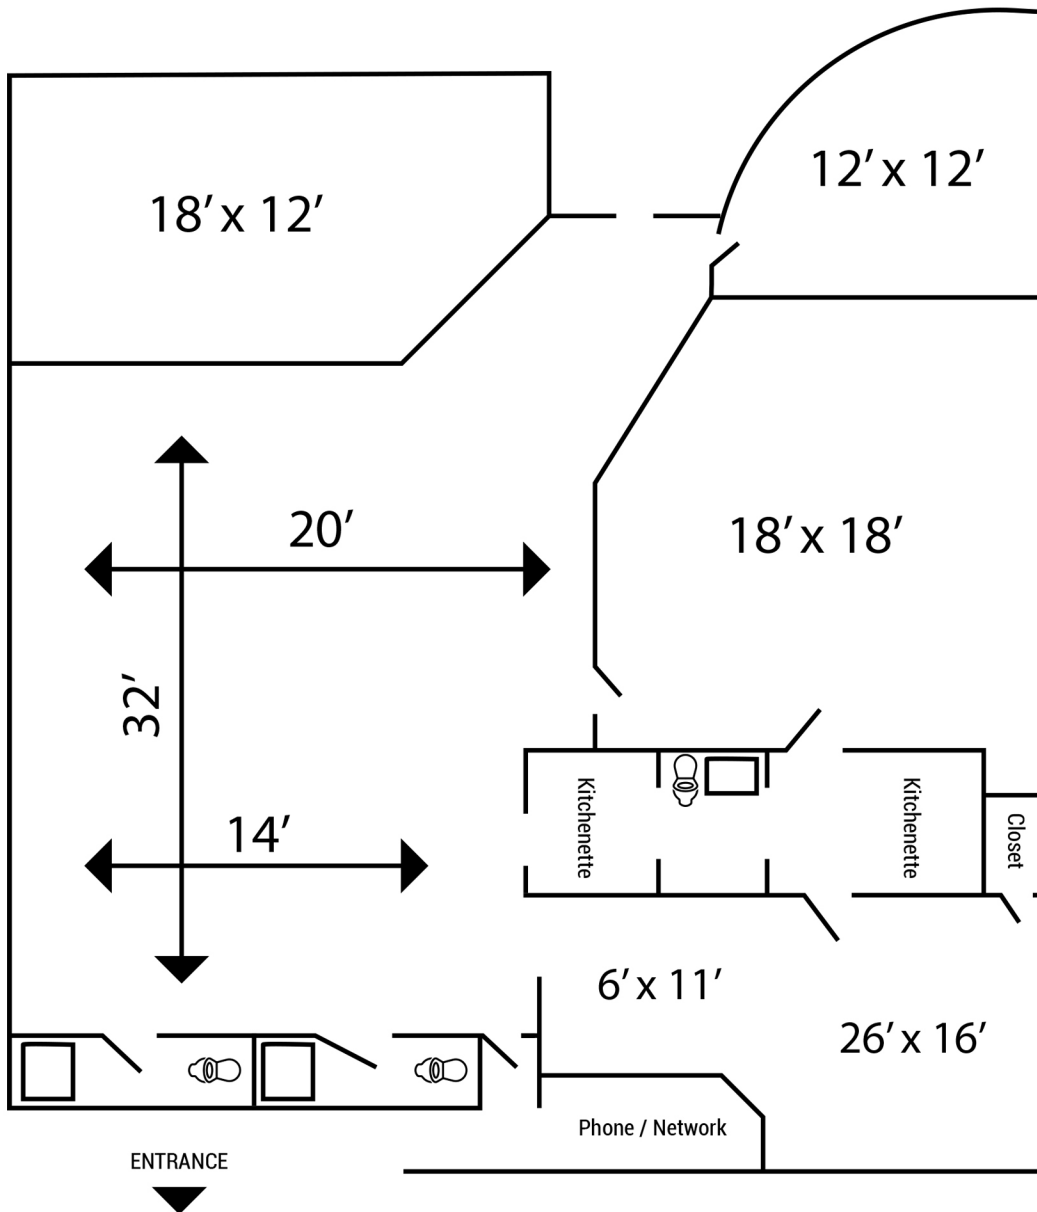 12’ x 12’
18’ x 12’
20’
18’ x 18’
32’
14’
Kitchenette
Kitchenette
Closet
6’ x 11’
26’ x 16’
Phone / Network
ENTRANCE